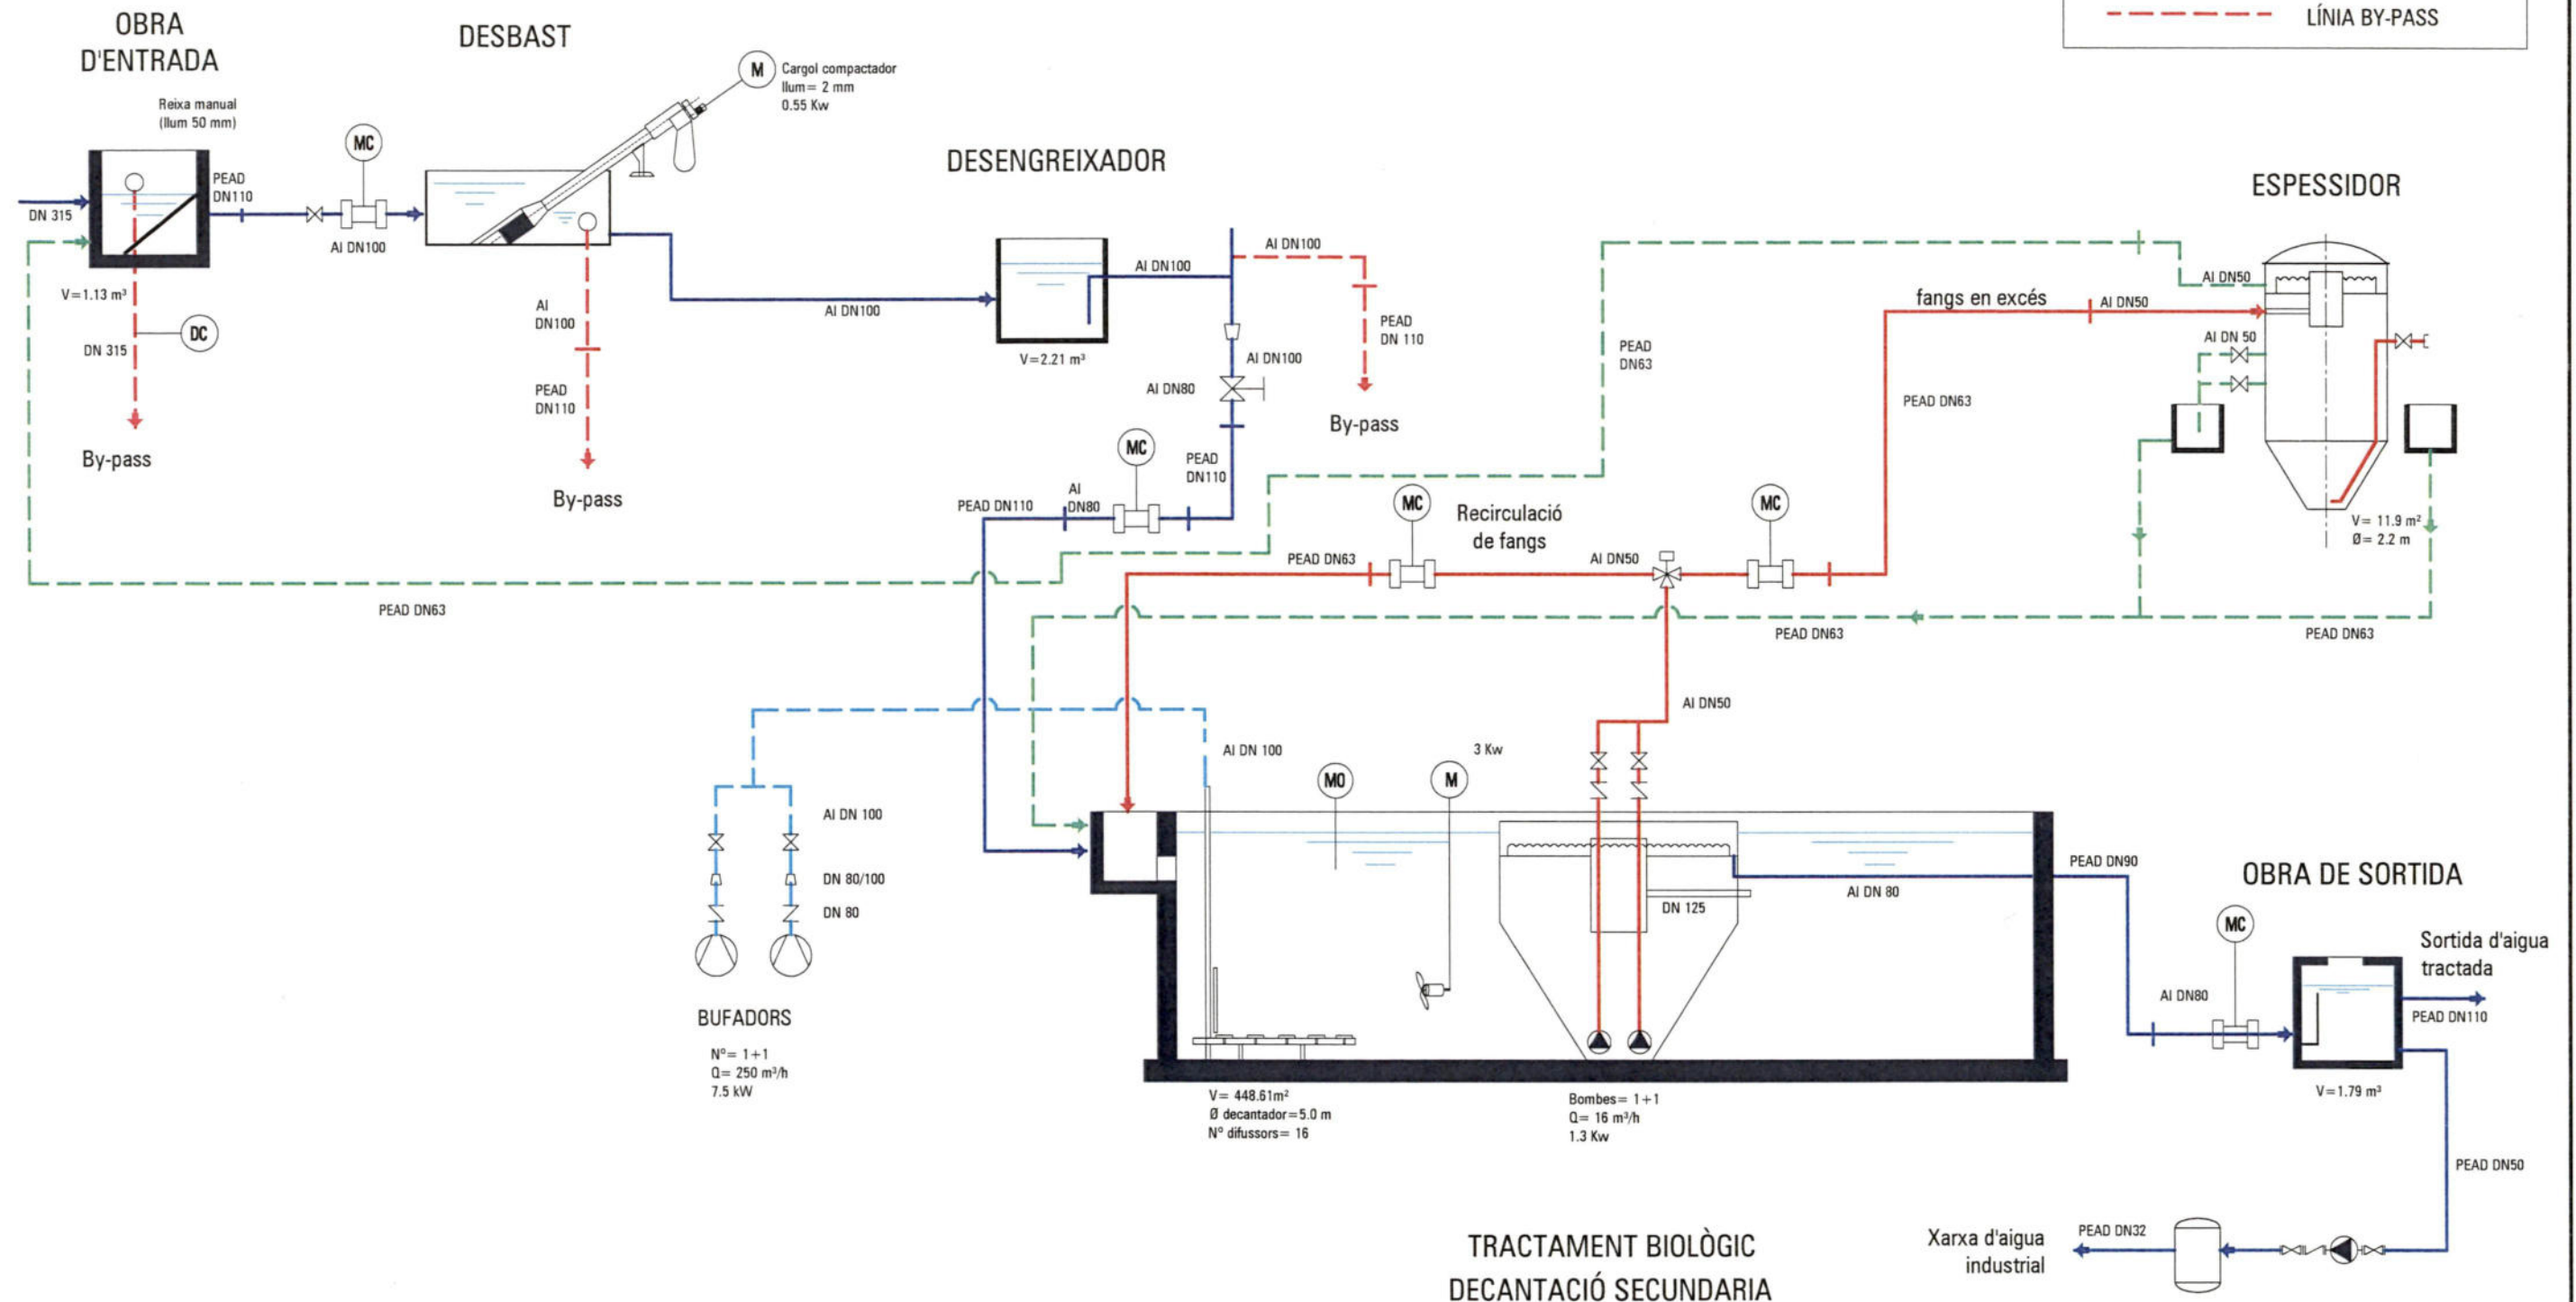 LÍNIA BY-PASS
OBRA
D'ENTRADA
Reixa manual
(llum 50 mm)
DN 315
PEAD
DN110
V=1.13 m³
DN 315
DC
By-pass
MC
AI DN100
DESBAST
M
Cargol compactador
llum= 2 mm
0.55 Kw
AI
DN100
PEAD
DN110
By-pass
AI DN100
DESENGREIXADOR
V=2.21 m³
AI DN100
AI DN100
PEAD
DN 110
By-pass
AI DN100
AI DN80
PEAD
DN110
MC
AI
DN80
PEAD DN110
PEAD DN63
ESPESSIDOR
AI DN50
fangs en excés
AI DN50
AI DN 50
PEAD
DN63
PEAD DN63
V= 11.9 m²
Ø= 2.2 m
MC
Recirculació
de fangs
MC
PEAD DN63
AI DN50
PEAD DN63
PEAD DN63
AI DN50
AI DN 100
3 Kw
MO
M
AI DN 100
DN 80/100
DN 80
BUFADORS
Nº= 1+1
Q= 250 m³/h
7.5 kW
DN 125
AI DN 80
PEAD DN90
V= 448.61m²
Ø decantador=5.0 m
Nº difussors= 16
Bombes= 1+1
Q= 16 m³/h
1.3 Kw
OBRA DE SORTIDA
MC
AI DN80
Sortida d'aigua
tractada
PEAD DN110
V=1.79 m³
PEAD DN50
Xarxa d'aigua
industrial
PEAD DN32
TRACTAMENT BIOLÒGIC
DECANTACIÓ SECUNDARIA